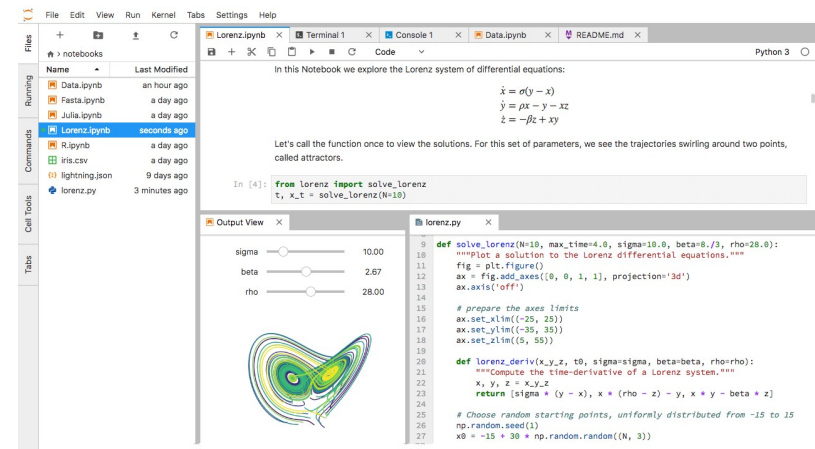 File Edit View Run Kernel Tabs Settings Help
Files
Running
Commands
Cell Tools
Tabs
notebooks
Name Last Modified
Data.ipynb an hour ago
Fasta.ipynb a day ago
Julia.ipynb a day ago
Lorenz.ipynb seconds ago
R.ipynb a day ago
iris.csv a day ago
lightning.json 9 days ago
lorenz.py 3 minutes ago
Lorenz.ipynb Terminal 1 Console 1 Data.ipynb README.md
Code Python 3
In this Notebook we explore the Lorenz system of differential equations:
ẋ = σ(y − x)
ẏ = ρx − y − xz
ż = −βz + xy
Let's call the function once to view the solutions. For this set of parameters, we see the trajectories swirling around two points,
called attractors.
In [4]: from lorenz import solve_lorenz
t, x_t = solve_lorenz(N=10)
Output View
sigma 10.00
beta 2.67
rho 28.00
lorenz.py
9 def solve_lorenz(N=10, max_time=4.0, sigma=10.0, beta=8./3, rho=28.0):
10 """Plot a solution to the Lorenz differential equations."""
11 fig = plt.figure()
12 ax = fig.add_axes([0, 0, 1, 1], projection='3d')
13 ax.axis('off')
14
15 # prepare the axes limits
16 ax.set_xlim((-25, 25))
17 ax.set_ylim((-35, 35))
18 ax.set_zlim((5, 55))
19
20 def lorenz_deriv(x_y_z, t0, sigma=sigma, beta=beta, rho=rho):
21 """Compute the time-derivative of a Lorenz system."""
22 x, y, z = x_y_z
23 return [sigma * (y - x), x * (rho - z) - y, x * y - beta * z]
24
25 # Choose random starting points, uniformly distributed from -15 to 15
26 np.random.seed(1)
27 x0 = -15 + 30 * np.random.random((N, 3))